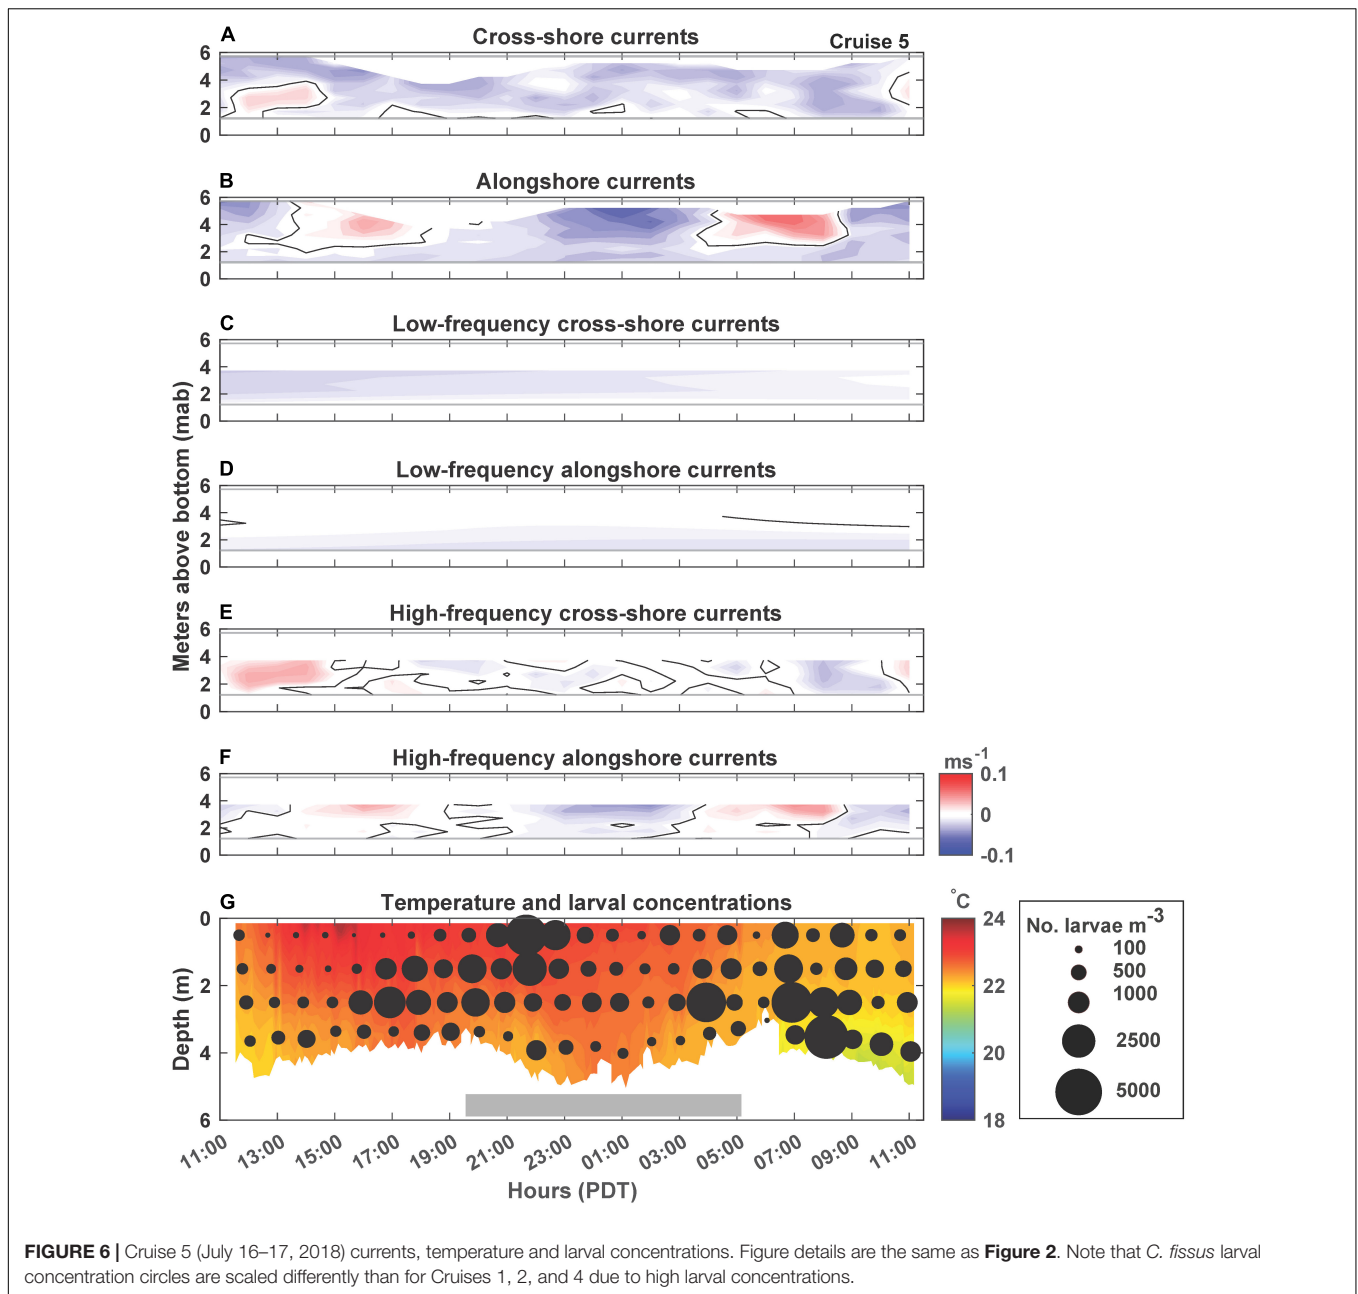 A
Cross-shore currents
Cruise 5
6
4
2
0
B
Alongshore currents
6
4
2
0
C
Low-frequency cross-shore currents
6
4
2
0
D
Low-frequency alongshore currents
6
4
2
0
Meters above bottom (mab)
E
High-frequency cross-shore currents
6
4
2
0
F
High-frequency alongshore currents
6
4
2
0
ms-1
0.1
0
-0.1
G
Temperature and larval concentrations
0
2
4
6
Depth (m)
°C
24
22
20
18
No. larvae m-3
100
500
1000
2500
5000
11:00 13:00 15:00 17:00 19:00 21:00 23:00 01:00 03:00 05:00 07:00 09:00 11:00
Hours (PDT)
FIGURE 6 | Cruise 5 (July 16–17, 2018) currents, temperature and larval concentrations. Figure details are the same as Figure 2. Note that C. fissus larval
concentration circles are scaled differently than for Cruises 1, 2, and 4 due to high larval concentrations.